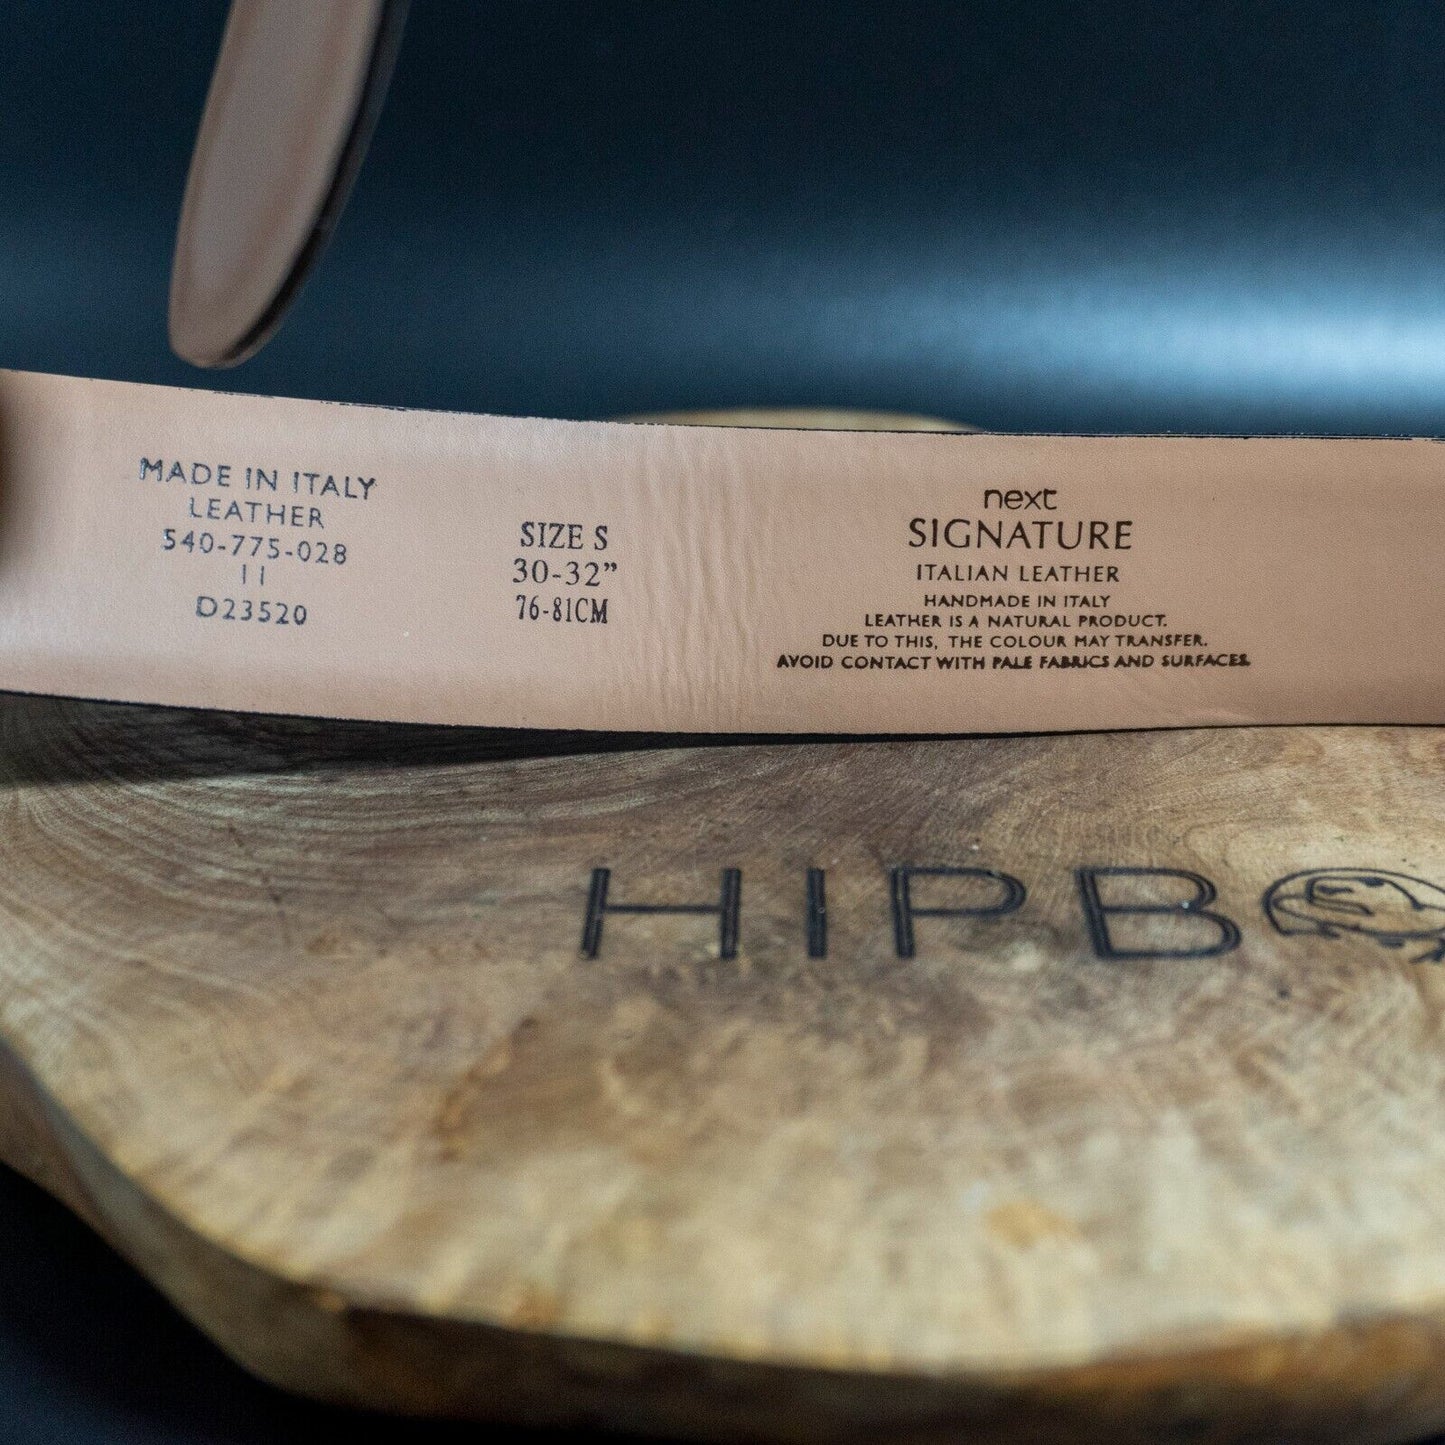 MADE IN ITALY
LEATHER
540-775-028
11
D23520
SIZE S
30-32”
76-81CM
next
SIGNATURE
ITALIAN LEATHER
HANDMADE IN ITALY
LEATHER IS A NATURAL PRODUCT.
DUE TO THIS, THE COLOUR MAY TRANSFER.
AVOID CONTACT WITH PALE FABRICS AND SURFACES.
HIPB